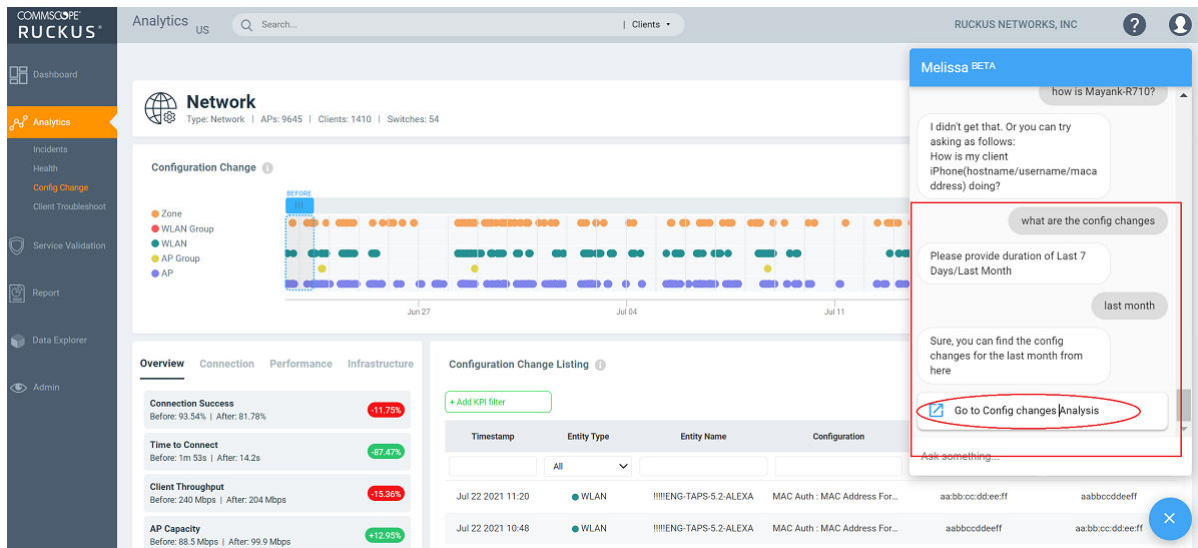 COMMSCOPE®
RUCKUS®
Analytics US
Search...
| Clients
RUCKUS NETWORKS, INC
?
Dashboard
Analytics
Incidents
Health
Config Change
Client Troubleshoot
Service Validation
Report
Data Explorer
Admin
Network
Type: Network | APs: 9645 | Clients: 1410 | Switches: 54
Configuration Change
BEFORE
Zone
WLAN Group
WLAN
AP Group
AP
Jun 27
Jul 04
Jul 11
Overview Connection Performance Infrastructure
Connection Success
Before: 93.54% | After: 81.78%
-11.75%
Time to Connect
Before: 1m 53s | After: 14.2s
-87.47%
Client Throughput
Before: 240 Mbps | After: 204 Mbps
-15.36%
AP Capacity
Before: 88.5 Mbps | After: 99.9 Mbps
+12.95%
Configuration Change Listing
+ Add KPI filter
Timestamp Entity Type Entity Name Configuration
All
Jul 22 2021 11:20 WLAN !!!!!ENG-TAPS-5.2-ALEXA MAC Auth : MAC Address For... aa:bb:cc:dd:ee:ff aabbccddeeff
Jul 22 2021 10:48 WLAN !!!!!ENG-TAPS-5.2-ALEXA MAC Auth : MAC Address For... aabbccddeeff aa:bb:cc:dd:ee:ff
Melissa BETA
how is Mayank-R710?
I didn't get that. Or you can try
asking as follows:
How is my client
iPhone(hostname/username/maca
ddress) doing?
what are the config changes
Please provide duration of Last 7
Days/Last Month
last month
Sure, you can find the config
changes for the last month from
here
Go to Config changes Analysis
Ask something...